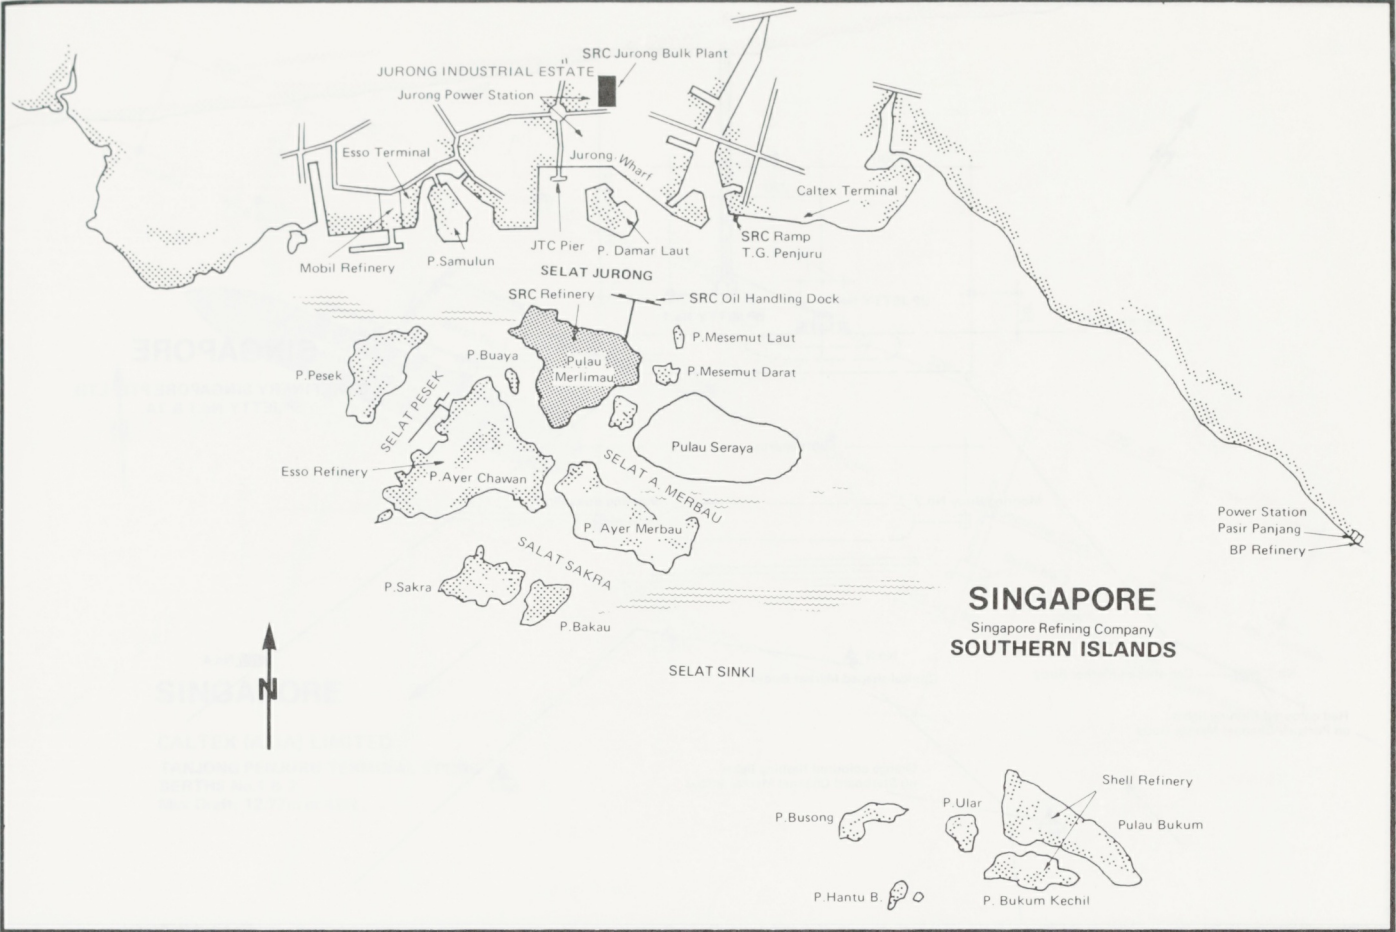 SRC Jurong Bulk Plant
JURONG INDUSTRIAL ESTATE
Jurong Power Station
Esso Terminal
Jurong Wharf
Caltex Terminal
JTC Pier
P. Damar Laut
SRC Ramp
T.G. Penjuru
Mobil Refinery
P.Samulun
SELAT JURONG
SRC Refinery
SRC Oil Handling Dock
P.Mesemut Laut
P.Buaya
Pulau
Merlimau
P.Mesemut Darat
P.Pesek
SELAT PESEK
Pulau Seraya
Esso Refinery
P.Ayer Chawan
SELAT A. MERBAU
P. Ayer Merbau
Power Station
Pasir Panjang
BP Refinery
SALAT SAKRA
P.Sakra
P.Bakau
SINGAPORE
Singapore Refining Company
SOUTHERN ISLANDS
SELAT SINKI
N
Shell Refinery
P.Busong
P.Ular
Pulau Bukum
P.Hantu B.
P. Bukum Kechil